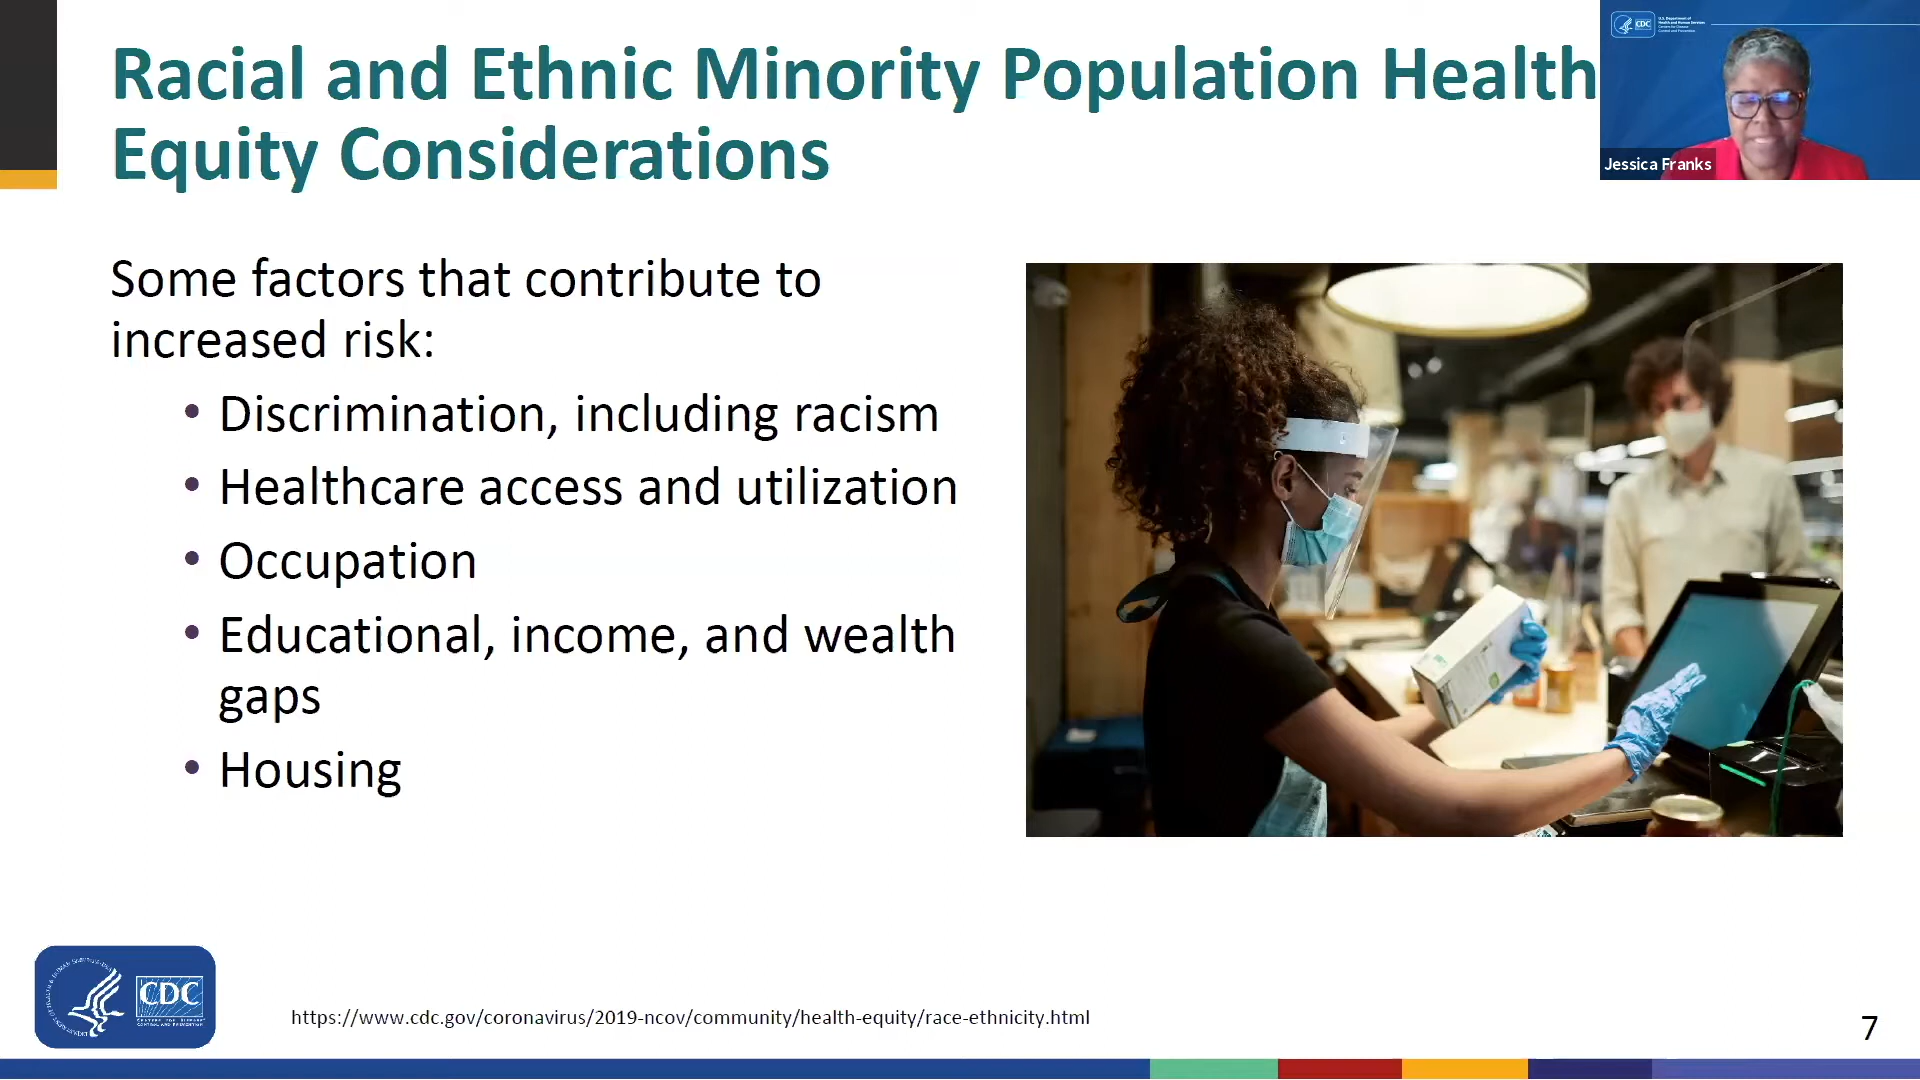 Racial and Ethnic Minority Population Health
Equity Considerations
Jessica Franks
Some factors that contribute to
increased risk:
• Discrimination, including racism
• Healthcare access and utilization
• Occupation
• Educational, income, and wealth
gaps
• Housing
CDC
https://www.cdc.gov/coronavirus/2019-ncov/community/health-equity/race-ethnicity.html
7